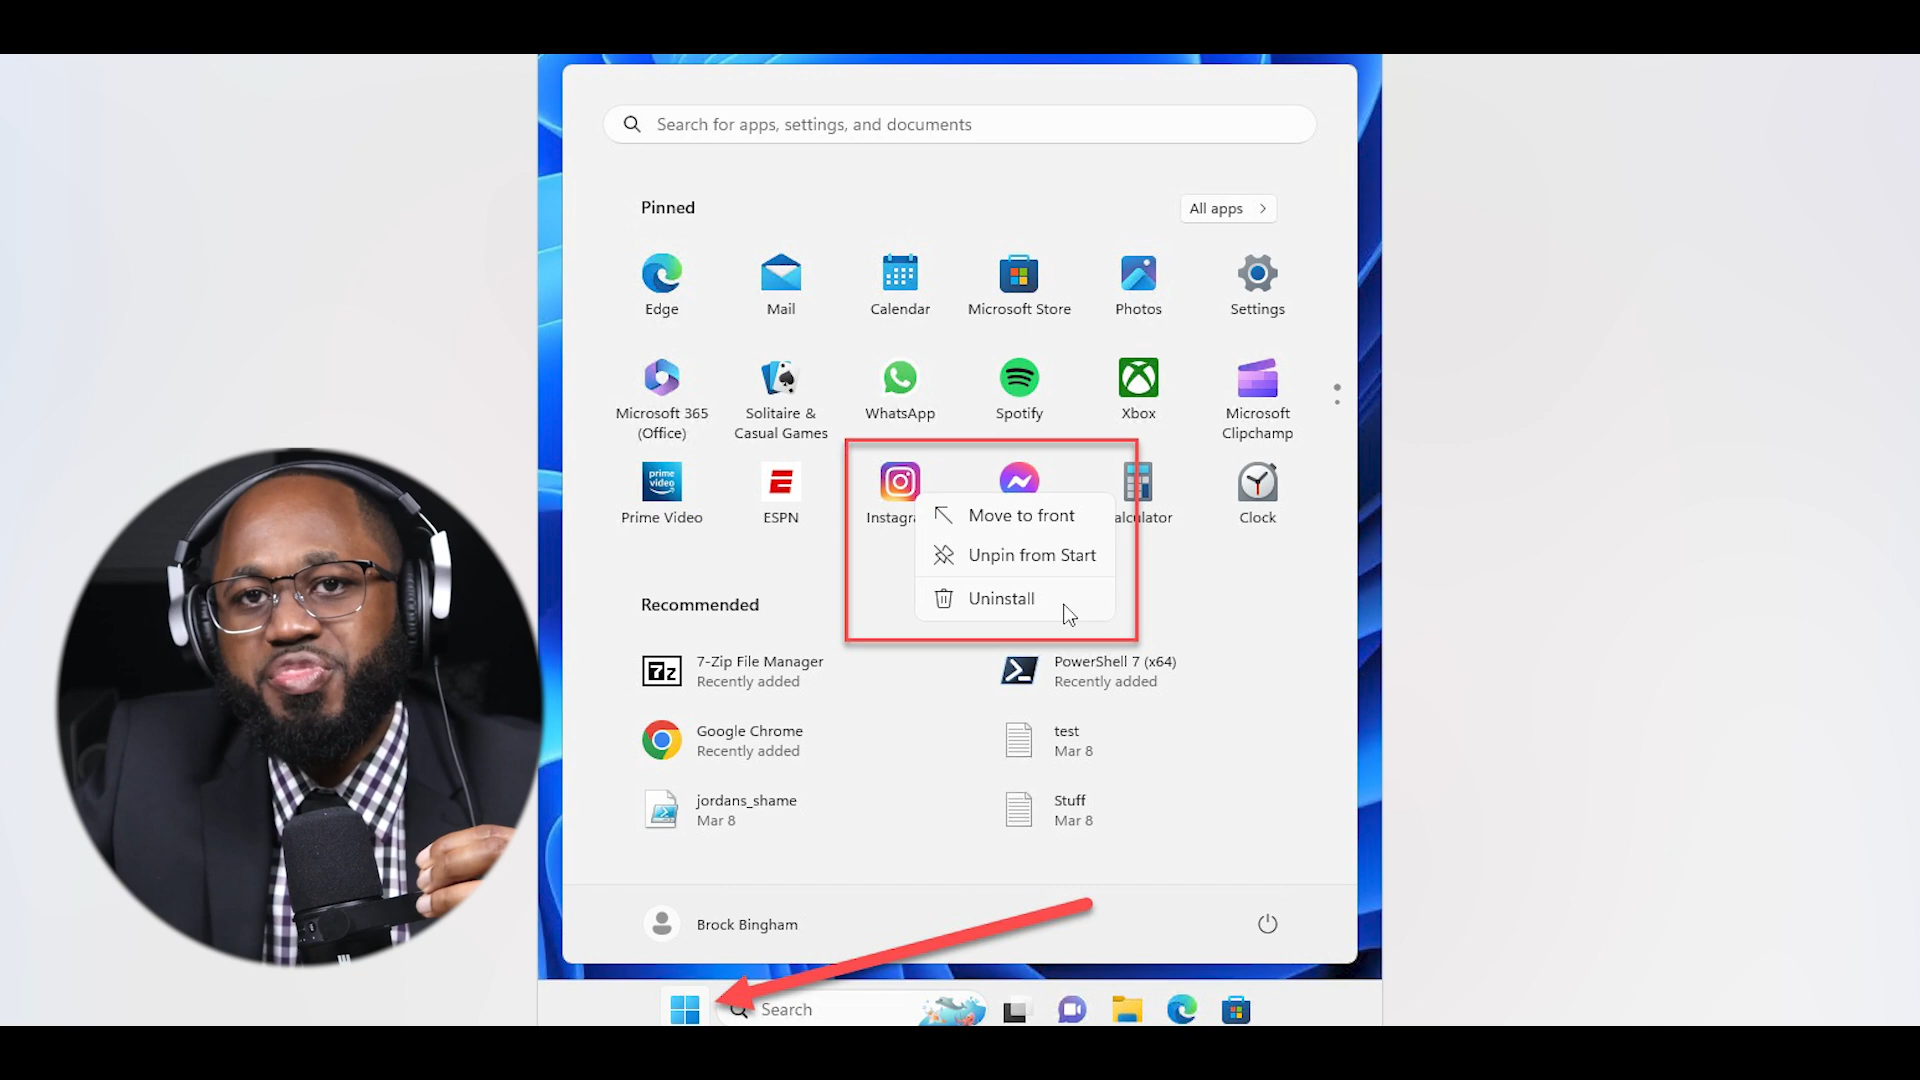 Search for apps, settings, and documents
Pinned
All apps
Edge
Mail
Calendar
Microsoft Store
Photos
Settings
Microsoft 365
(Office)
Solitaire &
Casual Games
WhatsApp
Spotify
Xbox
Microsoft
Clipchamp
prime
video
Prime Video
E
ESPN
Instagra
alculator
Clock
Move to front
Unpin from Start
Uninstall
Recommended
7z
7-Zip File Manager
Recently added
PowerShell 7 (x64)
Recently added
Google Chrome
Recently added
test
Mar 8
jordans_shame
Mar 8
Stuff
Mar 8
Brock Bingham
Search